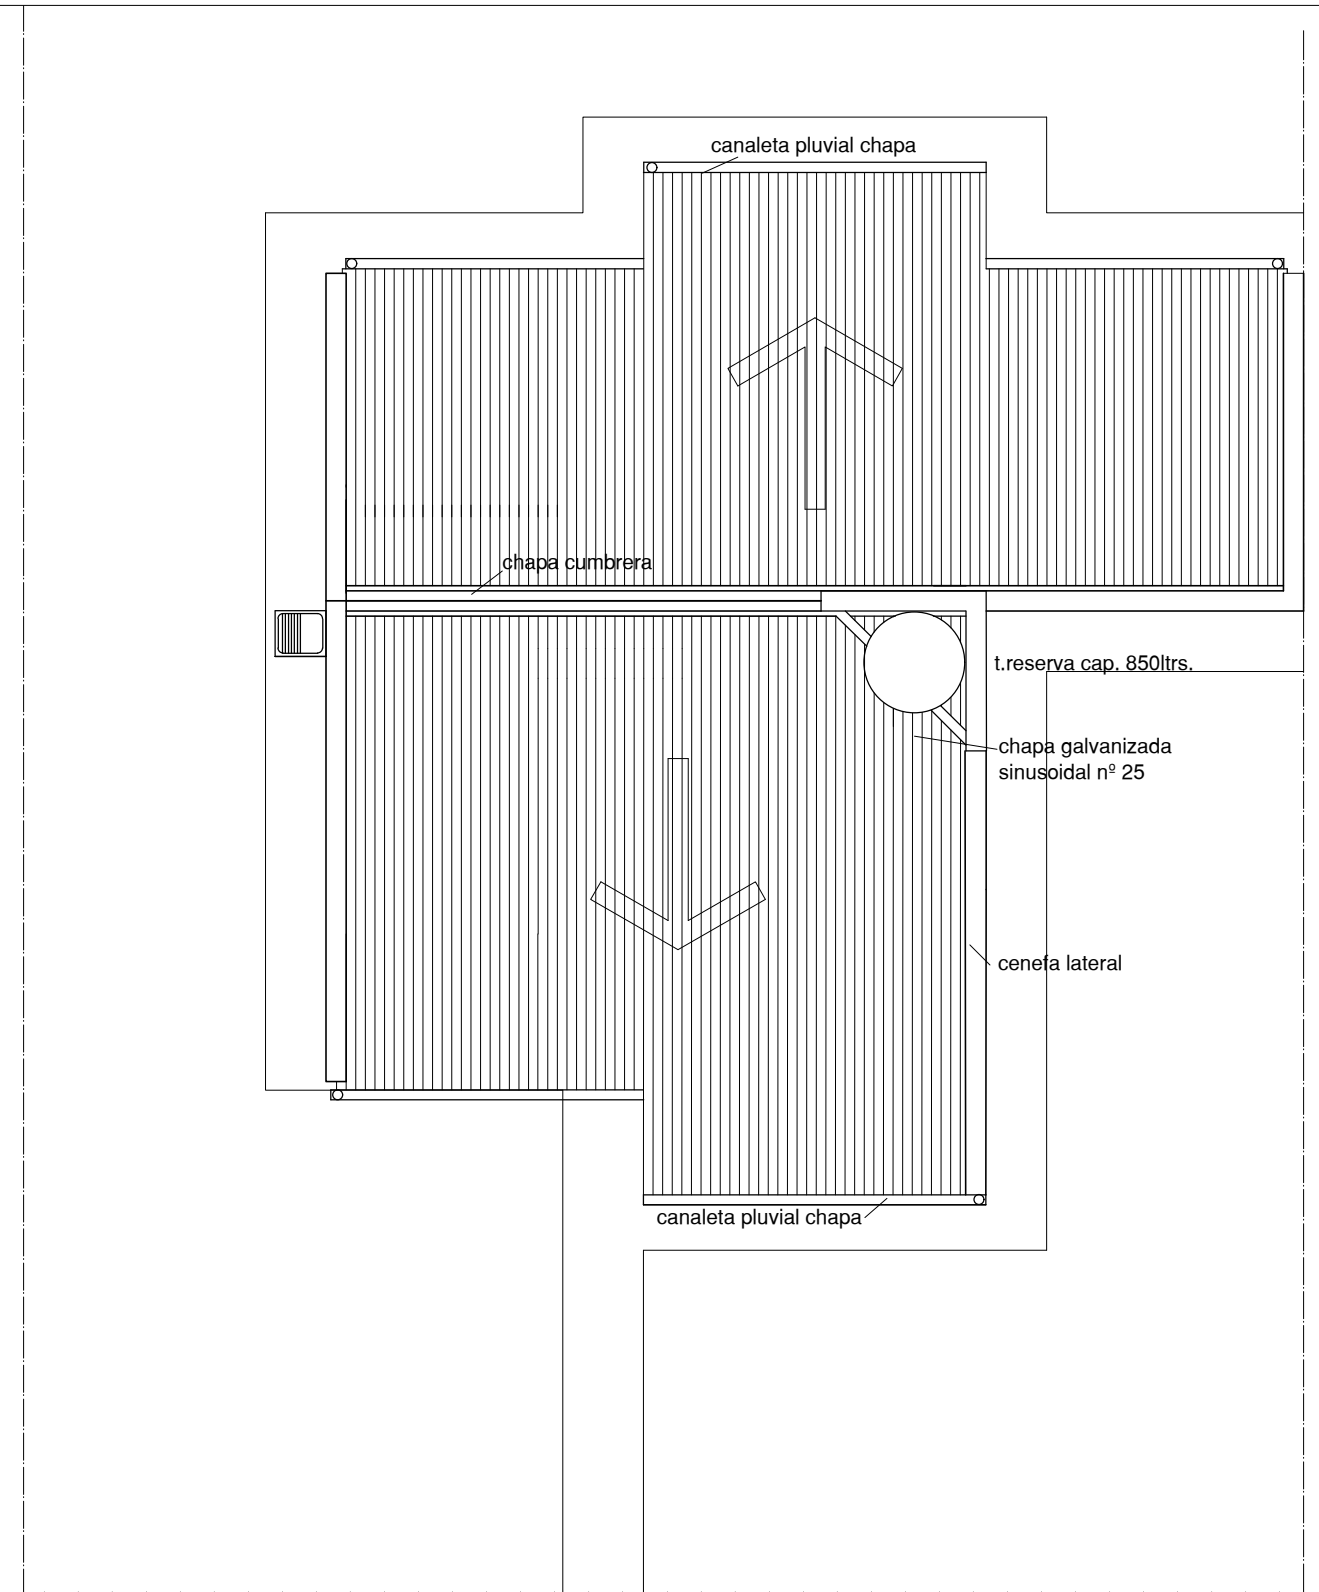 canaleta pluvial chapa
chapa cumbrera
t.reserva cap. 850ltrs.
chapa galvanizada
sinusoidal nº 25
cenefa lateral
canaleta pluvial chapa